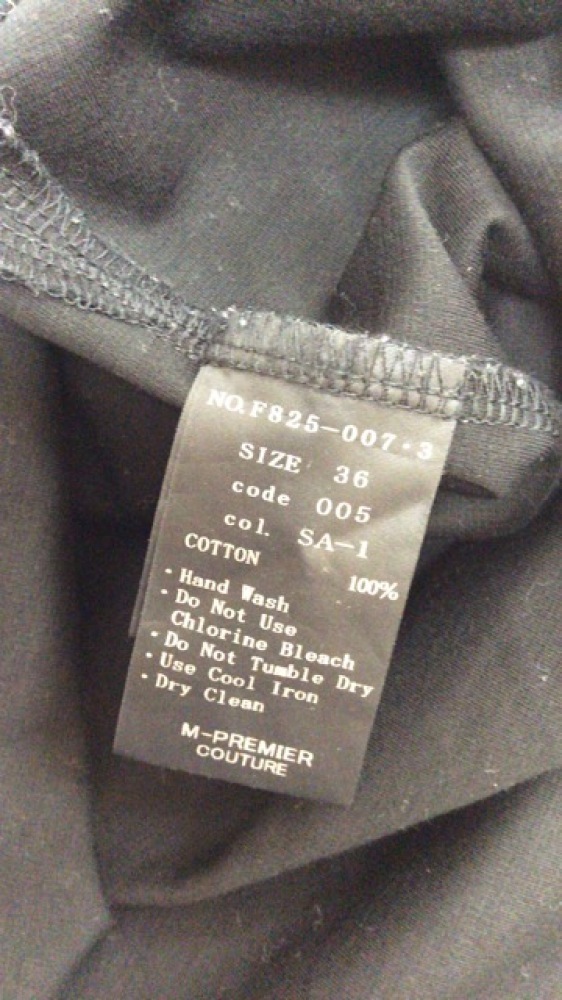 NO.F825-007・3
SIZE 36
code 005
col. SA-1
COTTON 100%
・Hand Wash
・Do Not Use
Chlorine Bleach
・Do Not Tumble Dry
・Use Cool Iron
・Dry Clean
M-PREMIER
COUTURE